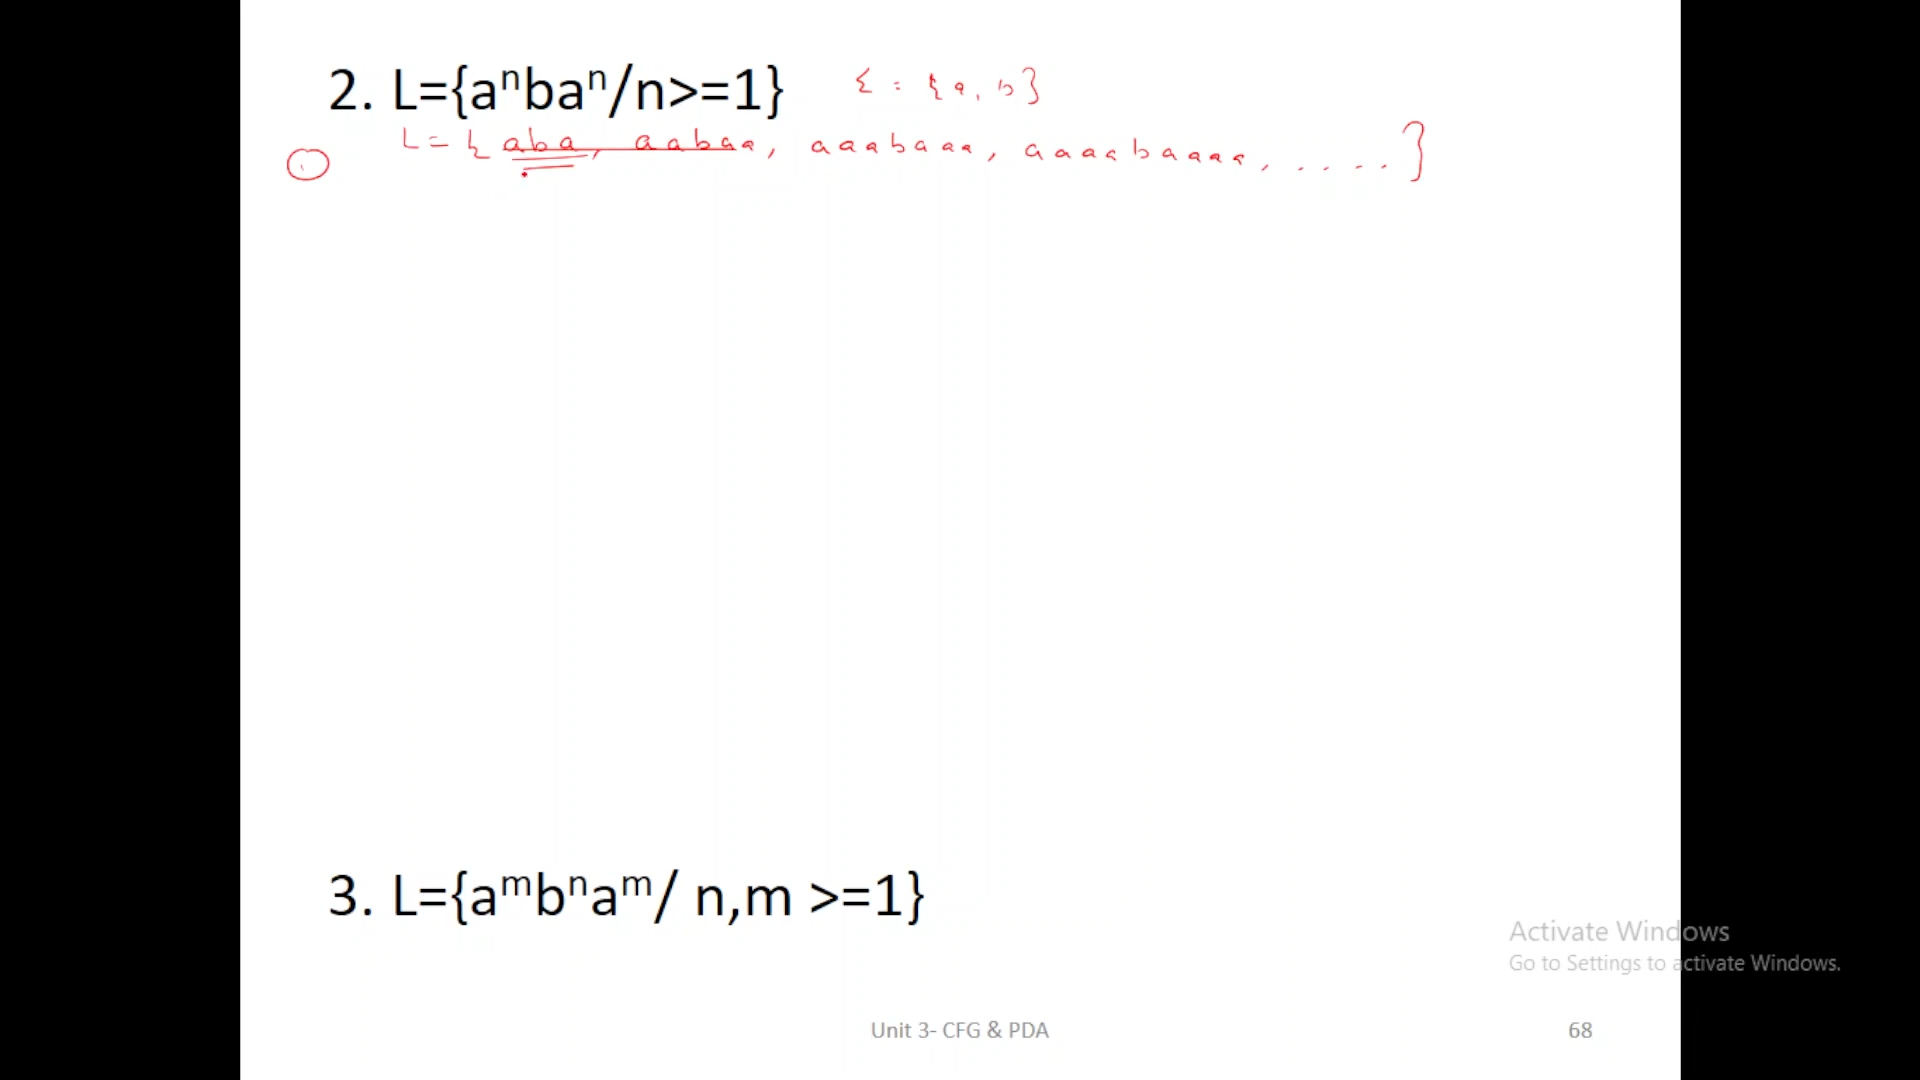 2. L={aⁿbaⁿ/n>=1} Σ = {a, b}
① L = { aba, aabaa, aaabaaa, aaaabaaaa, ..... }
3. L={aᵐbⁿaᵐ/ n,m >=1}
Activate Windows
Go to Settings to activate Windows.
Unit 3- CFG & PDA
68